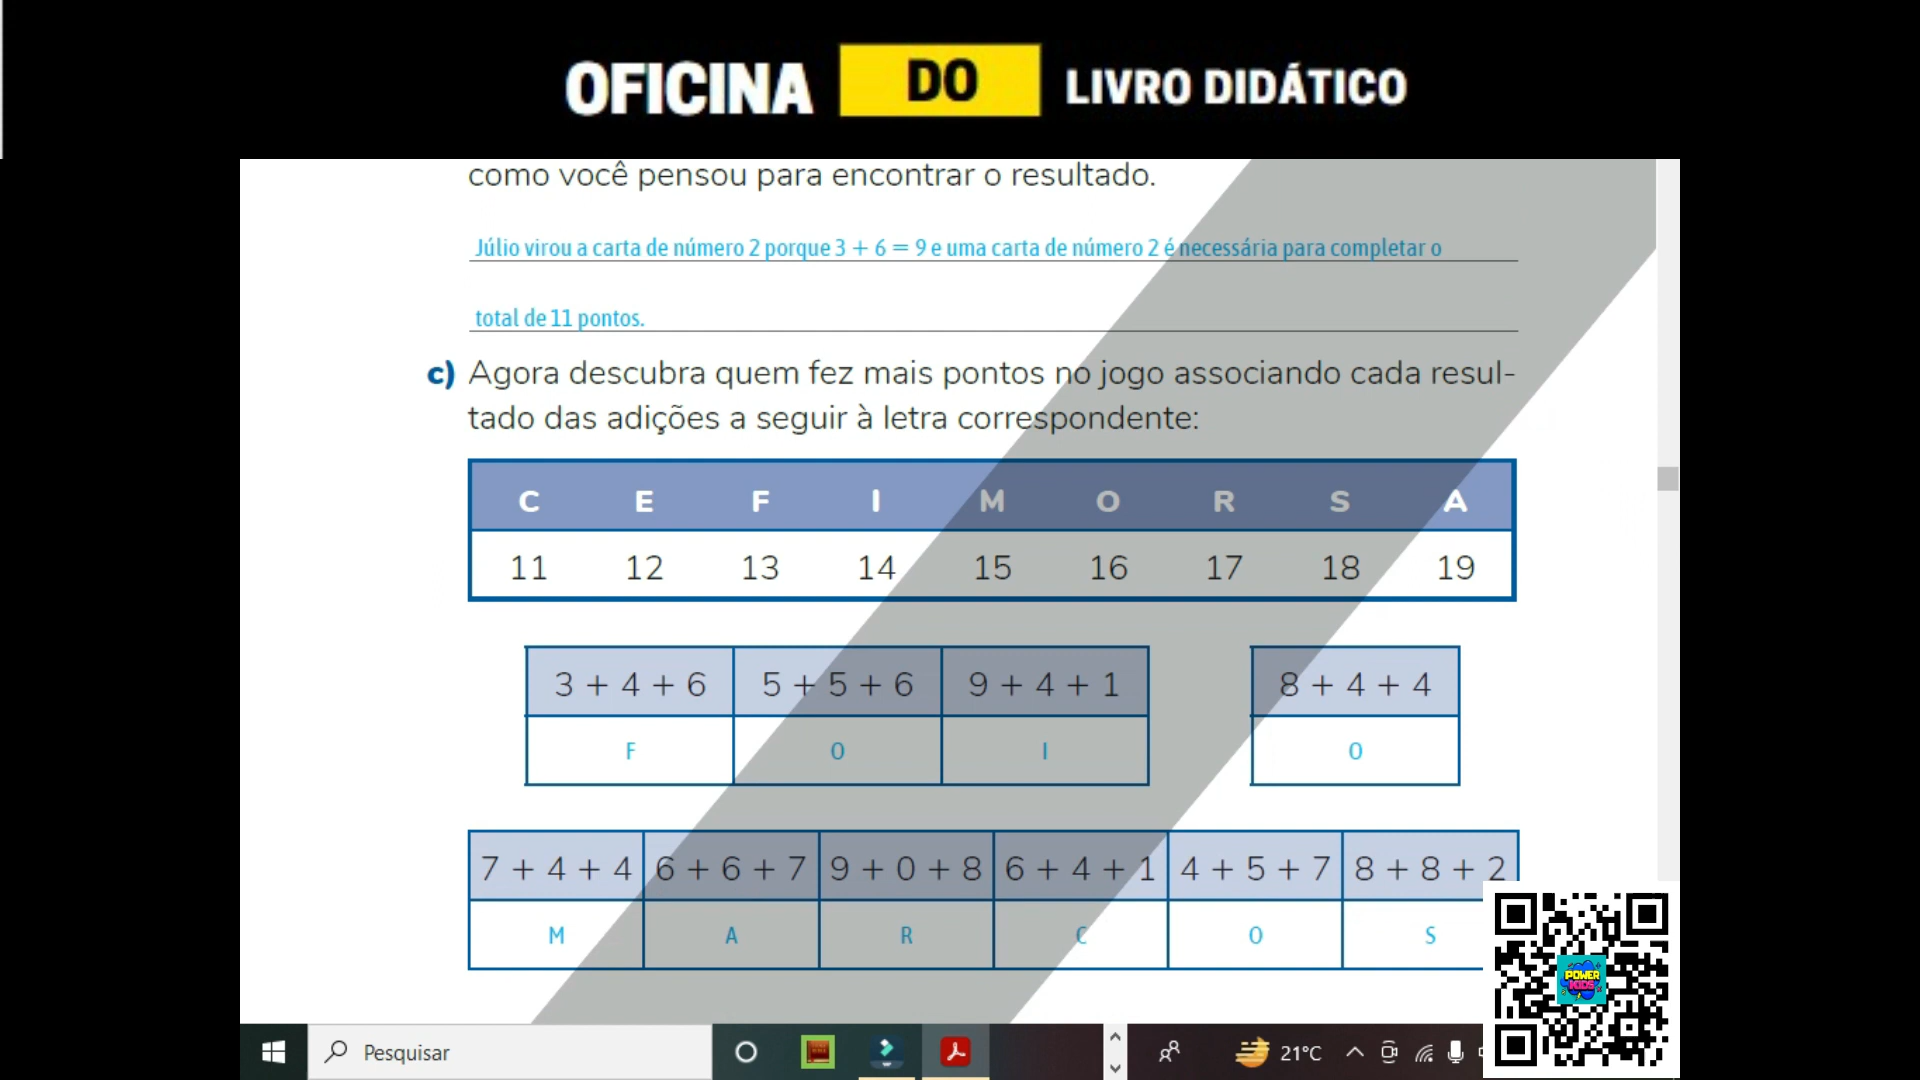 OFICINA DO LIVRO DIDÁTICO
como você pensou para encontrar o resultado.
Júlio virou a carta de número 2 porque 3 + 6 = 9 e uma carta de número 2 é necessária para completar o
total de 11 pontos.
c) Agora descubra quem fez mais pontos no jogo associando cada resul-
tado das adições a seguir à letra correspondente:
C E F I M O R S A
11 12 13 14 15 16 17 18 19
3 + 4 + 6 5 + 5 + 6 9 + 4 + 1 8 + 4 + 4
F O I O
7 + 4 + 4 6 + 6 + 7 9 + 0 + 8 6 + 4 + 1 4 + 5 + 7 8 + 8 + 2
M A R C O S
POWER
KIDS
Pesquisar 21°C